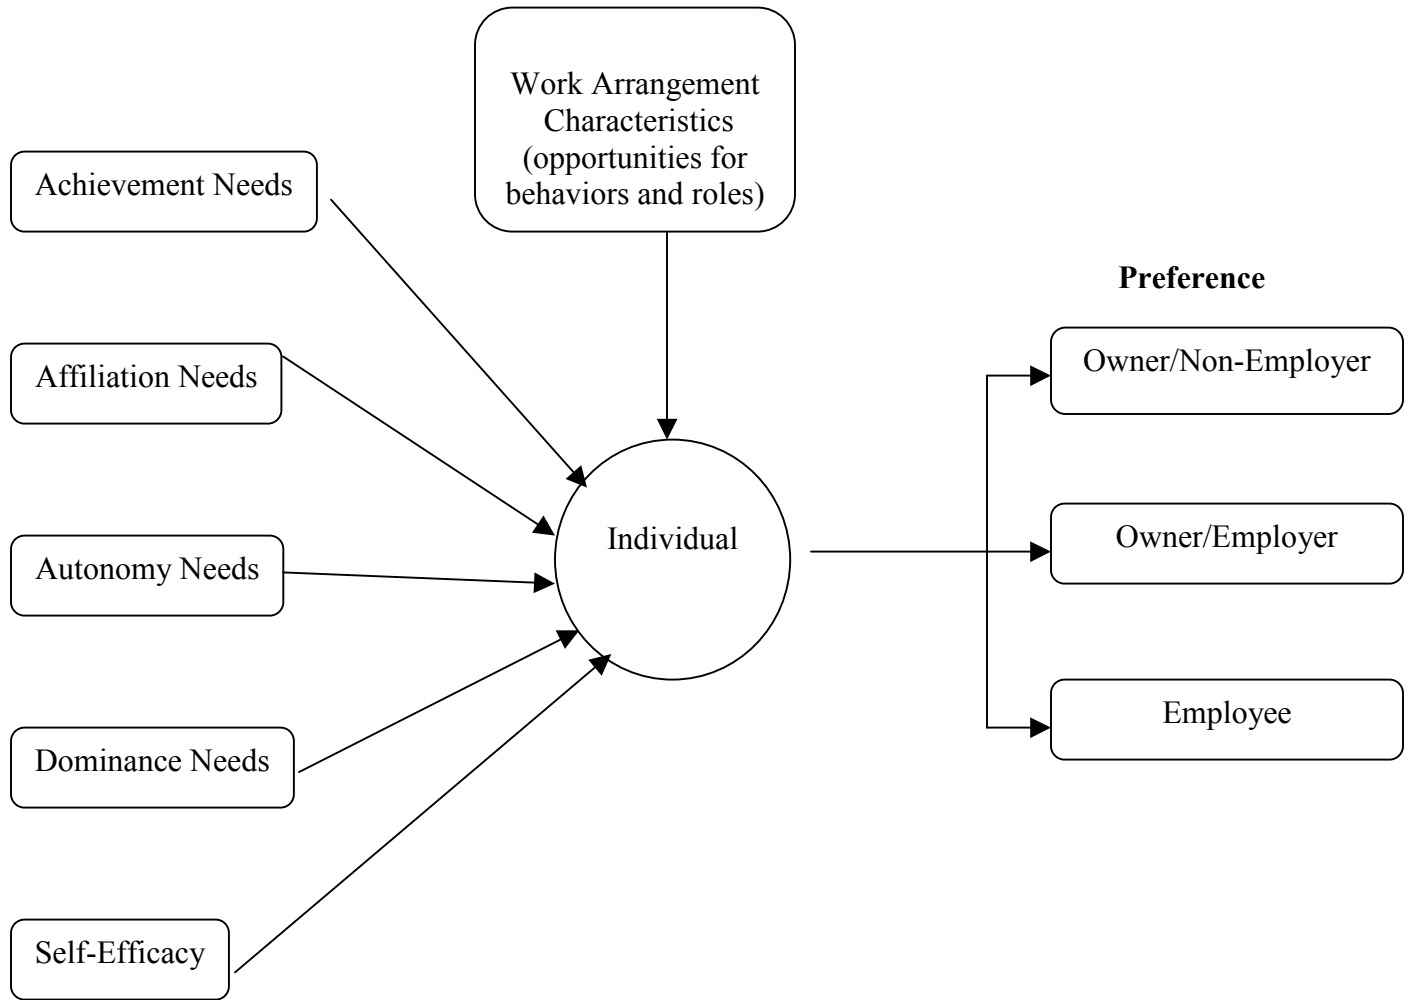 Work Arrangement
Characteristics
(opportunities for
behaviors and roles)
Achievement Needs
Affiliation Needs
Autonomy Needs
Dominance Needs
Self-Efficacy
Individual
Preference
Owner/Non-Employer
Owner/Employer
Employee